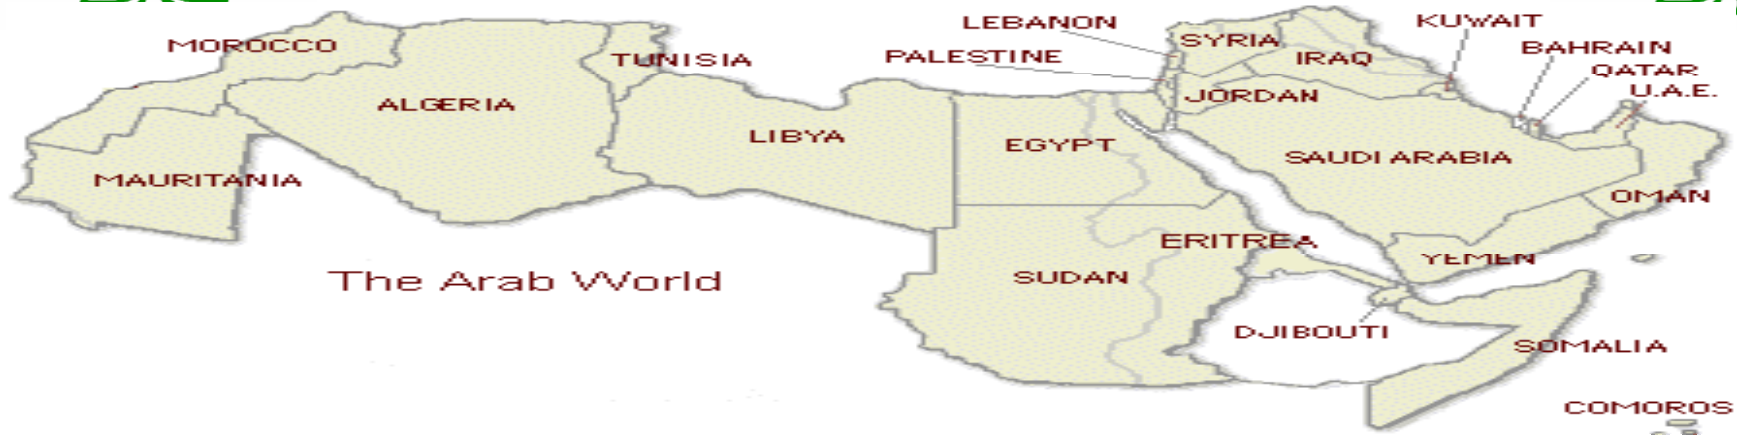 LEBANON
KUWAIT
MOROCCO
SYRIA
BAHRAIN
PALESTINE
TUNISIA
IRAQ
QATAR
U.A.E.
ALGERIA
JORDAN
LIBYA
EGYPT
SAUDI ARABIA
MAURITANIA
OMAN
ERITREA
YEMEN
The Arab World
SUDAN
DJIBOUTI
SOMALIA
COMOROS